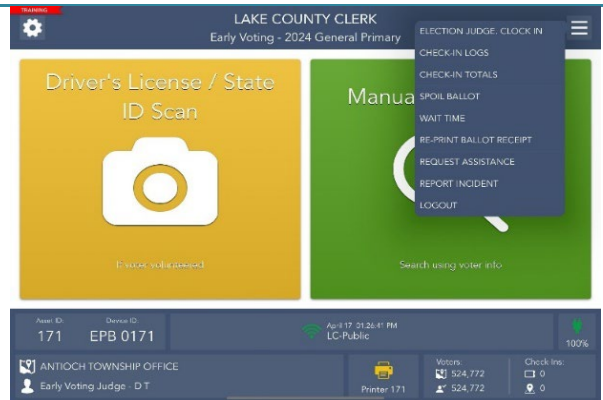 TRAINING
LAKE COUNTY CLERK
Early Voting - 2024 General Primary
ELECTION JUDGE. CLOCK IN
CHECK-IN LOGS
CHECK-IN TOTALS
SPOIL BALLOT
WAIT TIME
RE-PRINT BALLOT RECEIPT
REQUEST ASSISTANCE
REPORT INCIDENT
LOGOUT
Driver's License / State
ID Scan
If voter volunteered
Manua
Search using voter info
Asset ID:
171
Device ID:
EPB 0171
April 17 01:26:41 PM
LC-Public
100%
ANTIOCH TOWNSHIP OFFICE
Early Voting Judge - D T
Printer 171
Voters:
524,772
524,772
Check Ins:
0
0